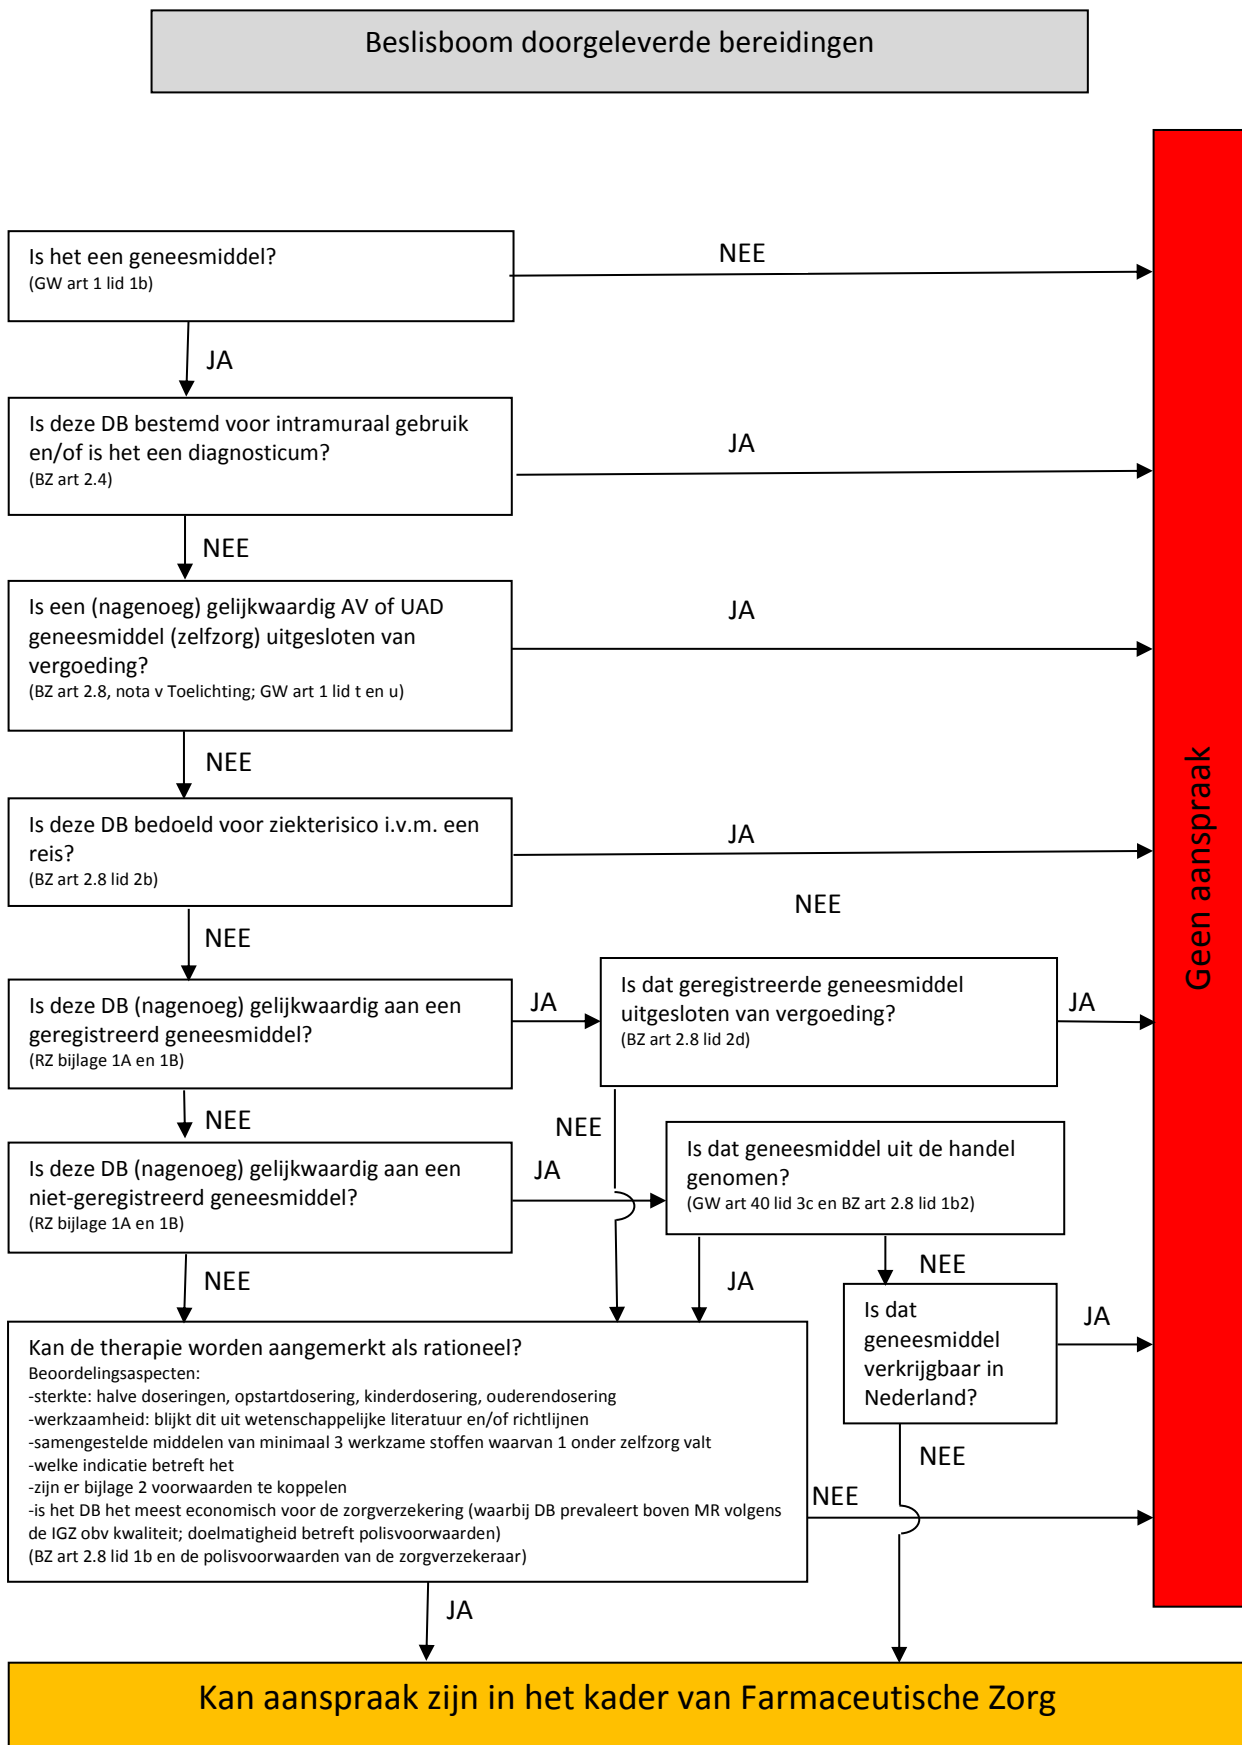 Beslisboom doorgeleverde bereidingen
Is het een geneesmiddel?
(GW art 1 lid 1b)
NEE
JA
Is deze DB bestemd voor intramuraal gebruik
en/of is het een diagnosticum?
(BZ art 2.4)
JA
NEE
Is een (nagenoeg) gelijkwaardig AV of UAD
geneesmiddel (zelfzorg) uitgesloten van
vergoeding?
(BZ art 2.8, nota v Toelichting; GW art 1 lid t en u)
JA
NEE
Is deze DB bedoeld voor ziekterisico i.v.m. een
reis?
(BZ art 2.8 lid 2b)
JA
NEE
NEE
Is deze DB (nagenoeg) gelijkwaardig aan een
geregistreerd geneesmiddel?
(RZ bijlage 1A en 1B)
JA
Is dat geregistreerde geneesmiddel
uitgesloten van vergoeding?
(BZ art 2.8 lid 2d)
JA
NEE
NEE
Is deze DB (nagenoeg) gelijkwaardig aan een
niet-geregistreerd geneesmiddel?
(RZ bijlage 1A en 1B)
JA
Is dat geneesmiddel uit de handel
genomen?
(GW art 40 lid 3c en BZ art 2.8 lid 1b2)
NEE
JA
NEE
Is dat
geneesmiddel
verkrijgbaar in
Nederland?
JA
NEE
Kan de therapie worden aangemerkt als rationeel?
Beoordelingsaspecten:
-sterkte: halve doseringen, opstartdosering, kinderdosering, ouderendosering
-werkzaamheid: blijkt dit uit wetenschappelijke literatuur en/of richtlijnen
-samengestelde middelen van minimaal 3 werkzame stoffen waarvan 1 onder zelfzorg valt
-welke indicatie betreft het
-zijn er bijlage 2 voorwaarden te koppelen
-is het DB het meest economisch voor de zorgverzekering (waarbij DB prevaleert boven MR volgens
de IGZ obv kwaliteit; doelmatigheid betreft polisvoorwaarden)
(BZ art 2.8 lid 1b en de polisvoorwaarden van de zorgverzekeraar)
NEE
JA
Geen aanspraak
Kan aanspraak zijn in het kader van Farmaceutische Zorg